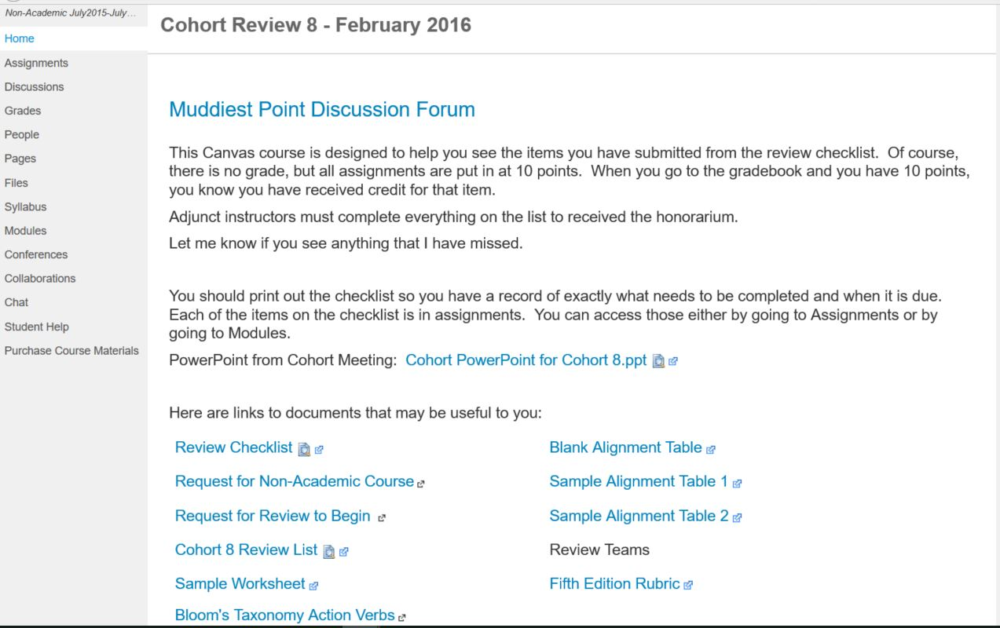 Non-Academic July2015-July...
Home
Assignments
Discussions
Grades
People
Pages
Files
Syllabus
Modules
Conferences
Collaborations
Chat
Student Help
Purchase Course Materials
Cohort Review 8 - February 2016
Muddiest Point Discussion Forum
This Canvas course is designed to help you see the items you have submitted from the review checklist.  Of course,
there is no grade, but all assignments are put in at 10 points.  When you go to the gradebook and you have 10 points,
you know you have received credit for that item.
Adjunct instructors must complete everything on the list to received the honorarium.
Let me know if you see anything that I have missed.
You should print out the checklist so you have a record of exactly what needs to be completed and when it is due.
Each of the items on the checklist is in assignments.  You can access those either by going to Assignments or by
going to Modules.
PowerPoint from Cohort Meeting:  Cohort PowerPoint for Cohort 8.ppt
Here are links to documents that may be useful to you:
Review Checklist
Request for Non-Academic Course
Request for Review to Begin
Cohort 8 Review List
Sample Worksheet
Bloom's Taxonomy Action Verbs
Blank Alignment Table
Sample Alignment Table 1
Sample Alignment Table 2
Review Teams
Fifth Edition Rubric